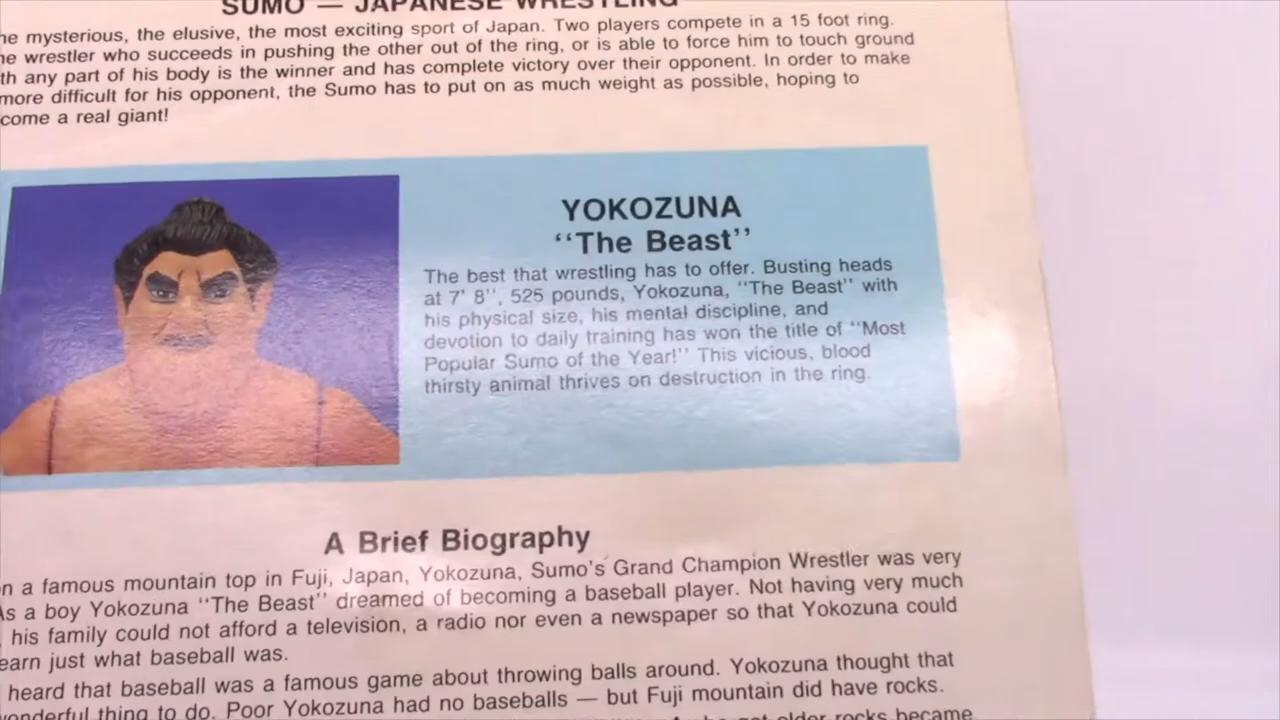 SUMO — JAPANESE WRESTLING
he mysterious, the elusive, the most exciting sport of Japan. Two players compete in a 15 foot ring.
he wrestler who succeeds in pushing the other out of the ring, or is able to force him to touch ground
th any part of his body is the winner and has complete victory over their opponent. In order to make
more difficult for his opponent, the Sumo has to put on as much weight as possible, hoping to
come a real giant!
YOKOZUNA
‘‘The Beast’’
The best that wrestling has to offer. Busting heads
at 7' 8'', 525 pounds, Yokozuna, ‘‘The Beast’’ with
his physical size, his mental discipline, and
devotion to daily training has won the title of ‘‘Most
Popular Sumo of the Year!’’ This vicious, blood
thirsty animal thrives on destruction in the ring.
A Brief Biography
n a famous mountain top in Fuji, Japan, Yokozuna, Sumo's Grand Champion Wrestler was very
As a boy Yokozuna ‘‘The Beast’’ dreamed of becoming a baseball player. Not having very much
his family could not afford a television, a radio nor even a newspaper so that Yokozuna could
earn just what baseball was.
heard that baseball was a famous game about throwing balls around. Yokozuna thought that
wonderful thing to do. Poor Yokozuna had no baseballs — but Fuji mountain did have rocks.
older rocks became